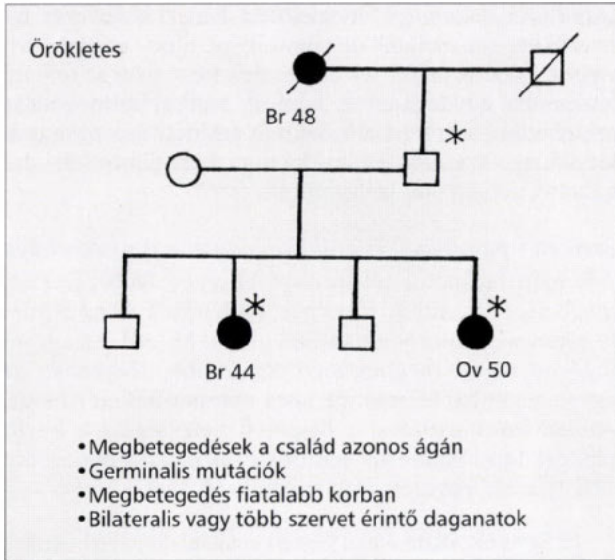 Örökletes
Br 48
*
*
*
Br 44
Ov 50
•Megbetegedések a család azonos ágán
•Germinalis mutációk
•Megbetegedés fiatalabb korban
•Bilateralis vagy több szervet érintő daganatok